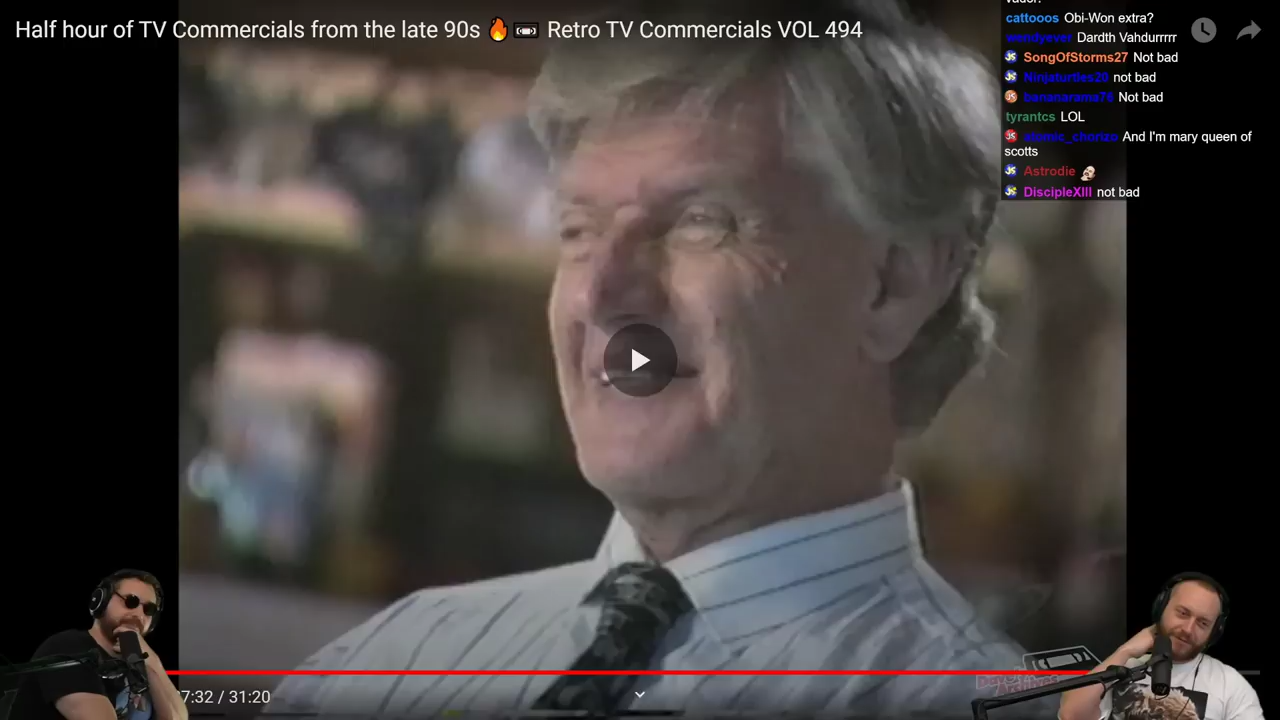 Half hour of TV Commercials from the late 90s 🔥📼 Retro TV Commercials VOL 494
cattooos Obi-Won extra?
wendyever Dardth Vahdurrrrr
SongOfStorms27 Not bad
Ninjaturtles20 not bad
bananarama76 Not bad
tyrantcs LOL
atomic_chorizo And I'm mary queen of
scotts
Astrodie
DiscipleXIII not bad
7:32 / 31:20